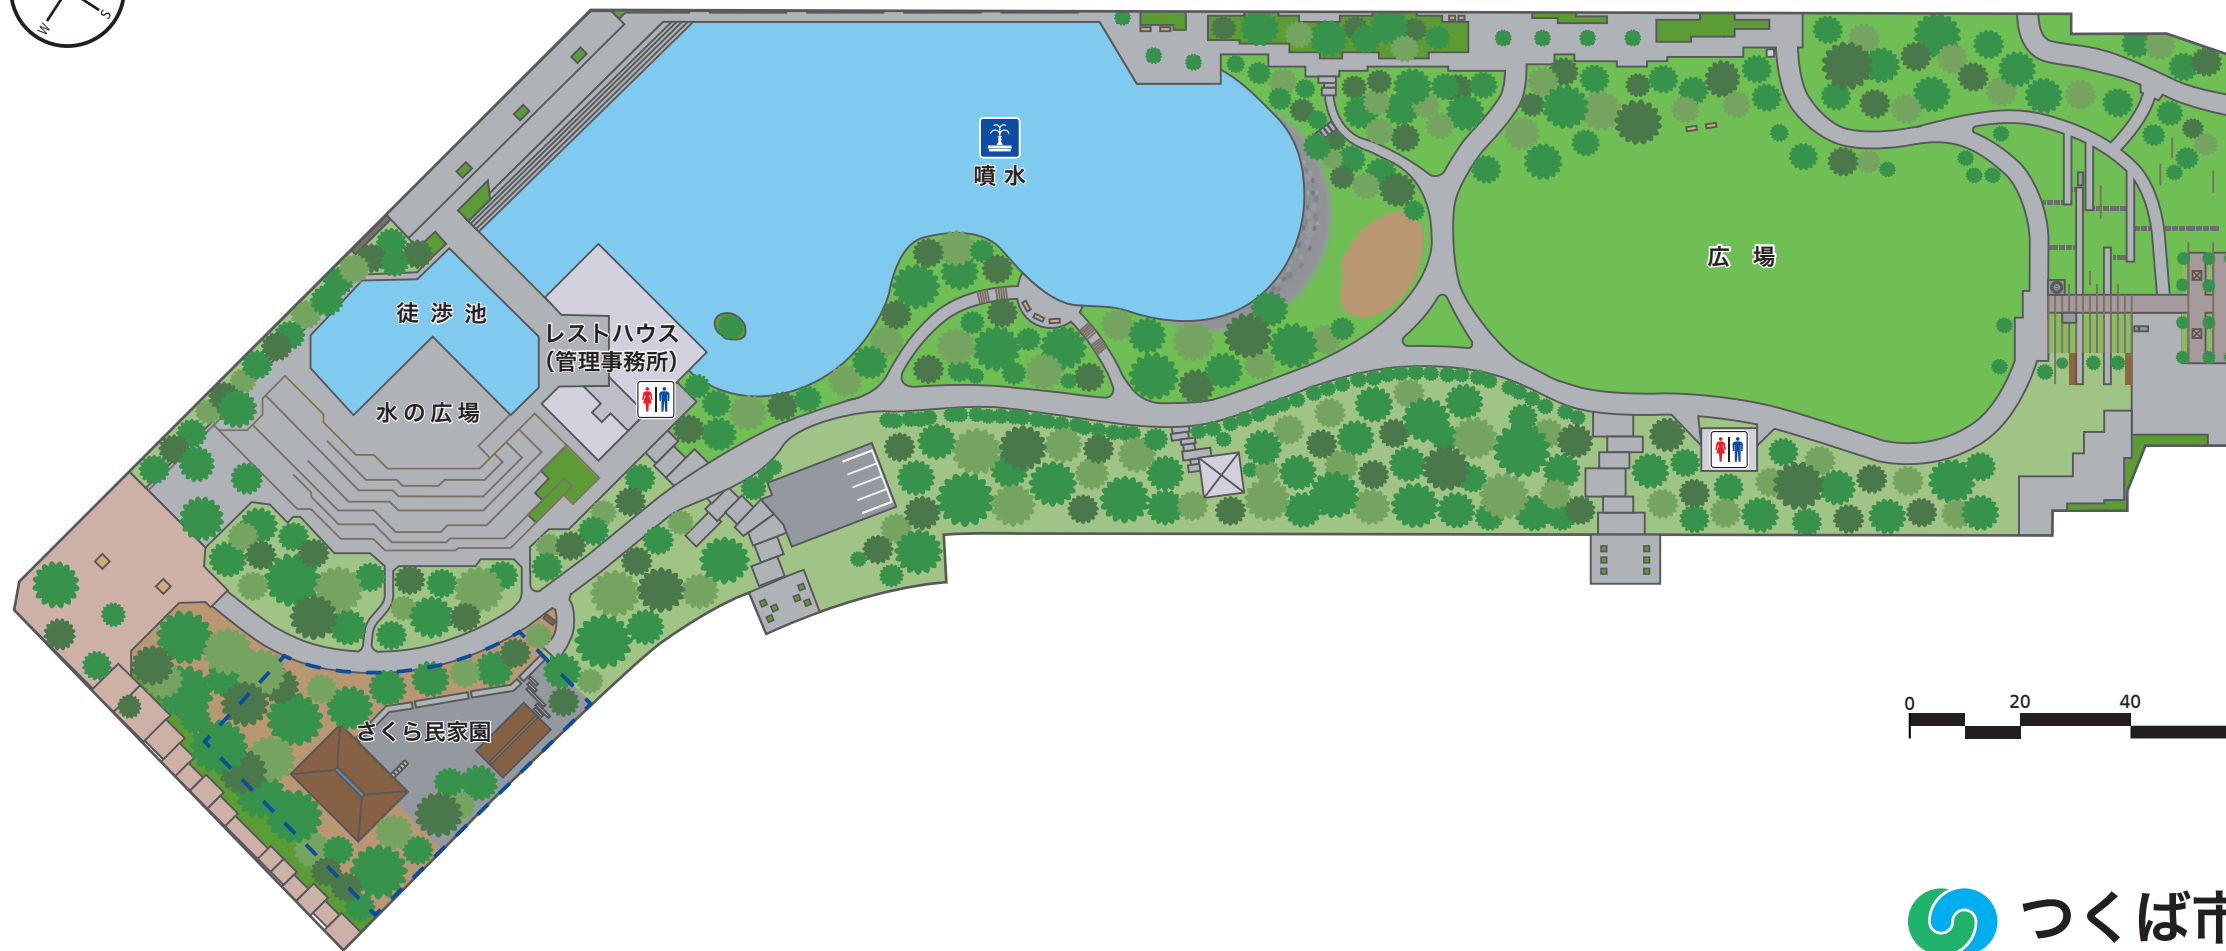 W
S
噴水
徒渉池
レストハウス
(管理事務所)
水の広場
広場
さくら民家園
0 20 40
つくば市